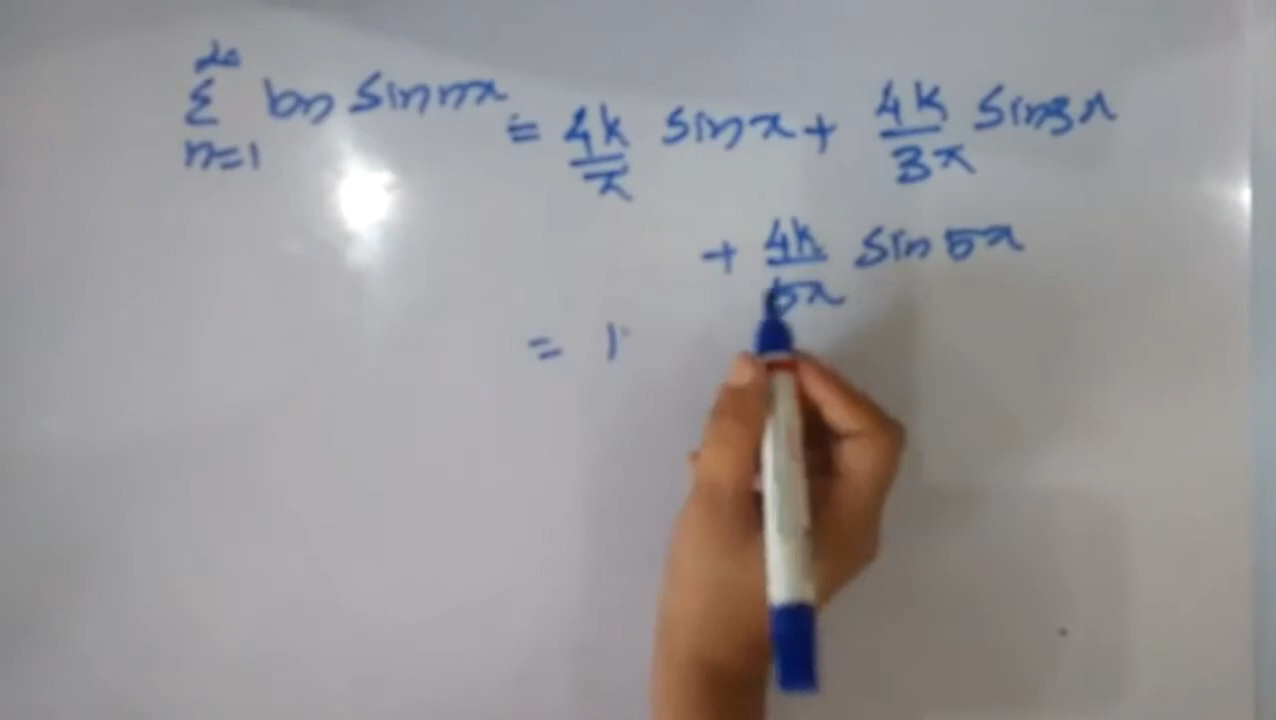 ∞
Σ bn sin nx = 4k/π sin x + 4k/3π sin 3x
n=1
+ 4k/5π sin 5x
=